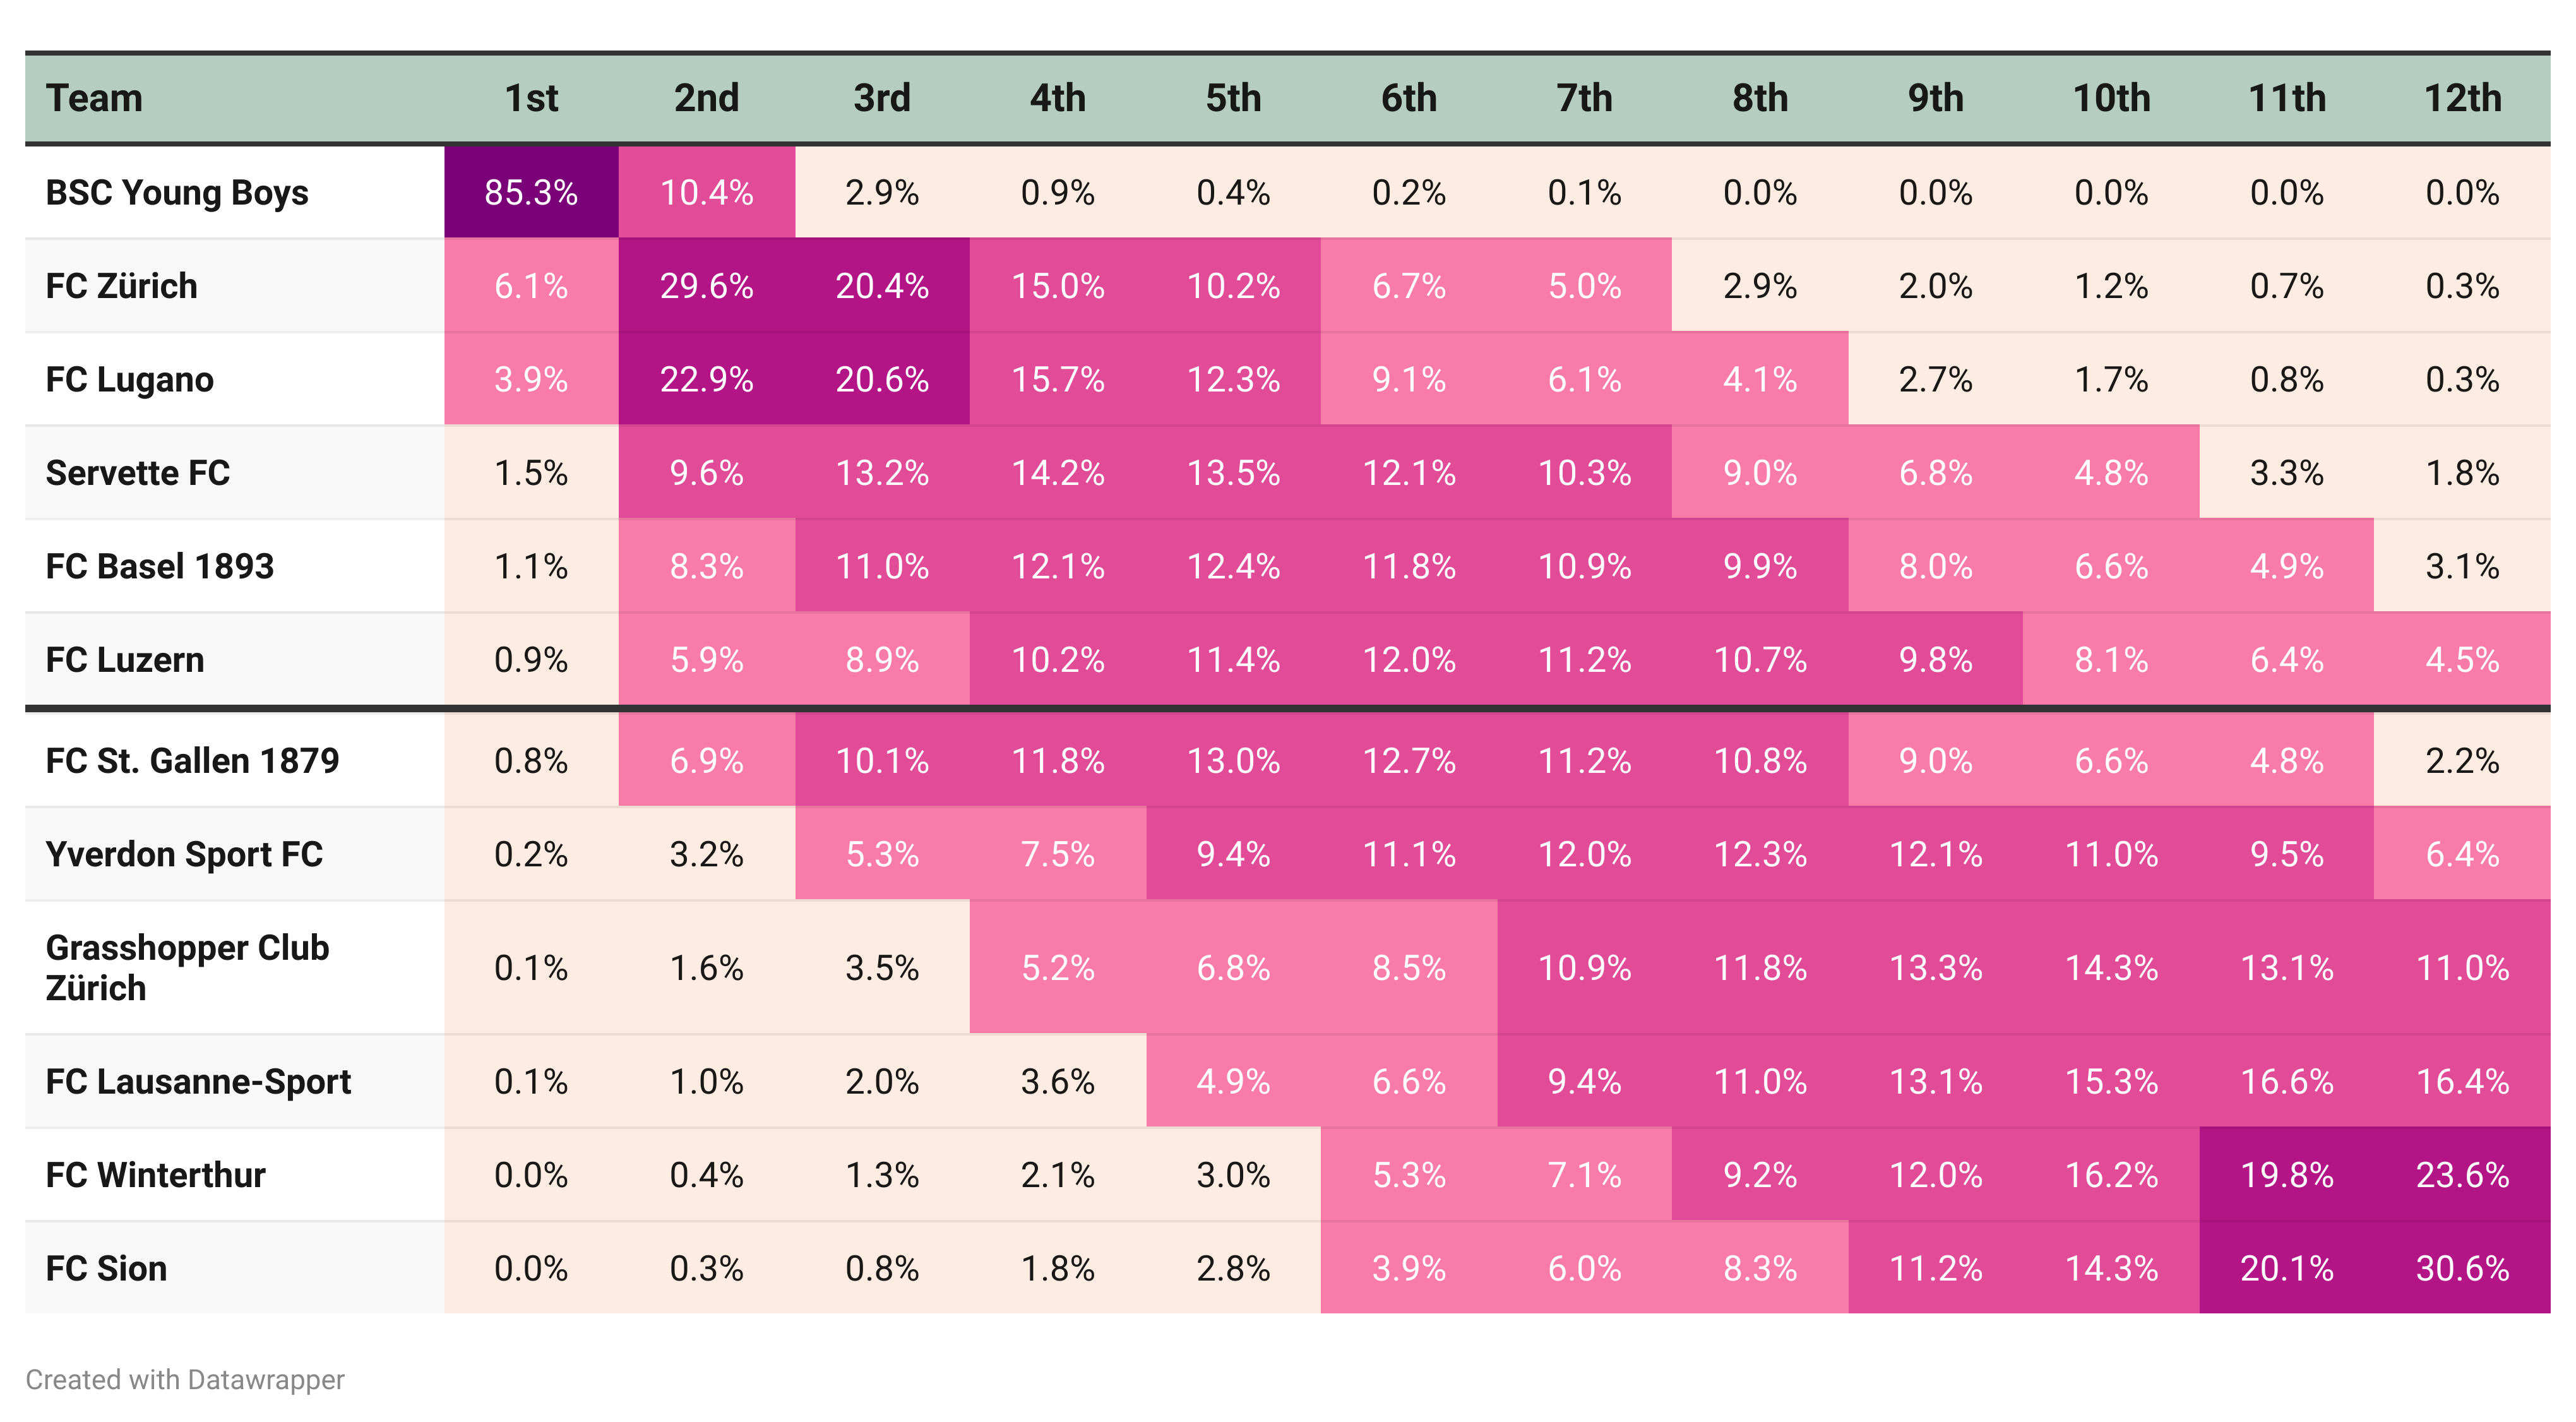 Team 1st 2nd 3rd 4th 5th 6th 7th 8th 9th 10th 11th 12th
BSC Young Boys 85.3% 10.4% 2.9% 0.9% 0.4% 0.2% 0.1% 0.0% 0.0% 0.0% 0.0% 0.0%
FC Zürich 6.1% 29.6% 20.4% 15.0% 10.2% 6.7% 5.0% 2.9% 2.0% 1.2% 0.7% 0.3%
FC Lugano 3.9% 22.9% 20.6% 15.7% 12.3% 9.1% 6.1% 4.1% 2.7% 1.7% 0.8% 0.3%
Servette FC 1.5% 9.6% 13.2% 14.2% 13.5% 12.1% 10.3% 9.0% 6.8% 4.8% 3.3% 1.8%
FC Basel 1893 1.1% 8.3% 11.0% 12.1% 12.4% 11.8% 10.9% 9.9% 8.0% 6.6% 4.9% 3.1%
FC Luzern 0.9% 5.9% 8.9% 10.2% 11.4% 12.0% 11.2% 10.7% 9.8% 8.1% 6.4% 4.5%
FC St. Gallen 1879 0.8% 6.9% 10.1% 11.8% 13.0% 12.7% 11.2% 10.8% 9.0% 6.6% 4.8% 2.2%
Yverdon Sport FC 0.2% 3.2% 5.3% 7.5% 9.4% 11.1% 12.0% 12.3% 12.1% 11.0% 9.5% 6.4%
Grasshopper Club
Zürich 0.1% 1.6% 3.5% 5.2% 6.8% 8.5% 10.9% 11.8% 13.3% 14.3% 13.1% 11.0%
FC Lausanne-Sport 0.1% 1.0% 2.0% 3.6% 4.9% 6.6% 9.4% 11.0% 13.1% 15.3% 16.6% 16.4%
FC Winterthur 0.0% 0.4% 1.3% 2.1% 3.0% 5.3% 7.1% 9.2% 12.0% 16.2% 19.8% 23.6%
FC Sion 0.0% 0.3% 0.8% 1.8% 2.8% 3.9% 6.0% 8.3% 11.2% 14.3% 20.1% 30.6%
Created with Datawrapper